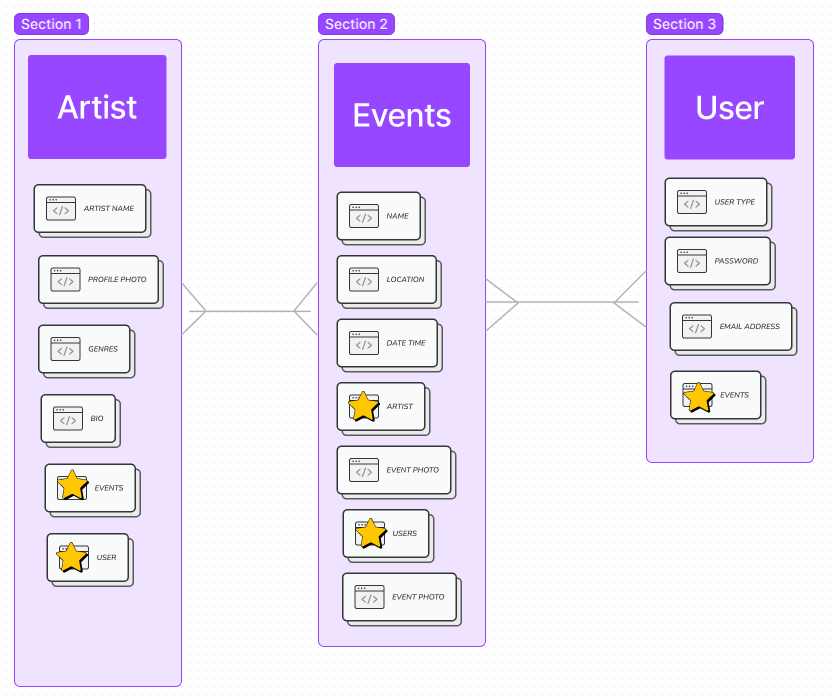 Section 1
Artist
ARTIST NAME
</>
PROFILE PHOTO
</>
GENRES
</>
BIO
</>
EVENTS
USER
Section 2
Events
NAME
</>
LOCATION
</>
DATE TIME
</>
ARTIST
EVENT PHOTO
</>
USERS
EVENT PHOTO
</>
Section 3
User
USER TYPE
</>
PASSWORD
</>
EMAIL ADDRESS
</>
EVENTS